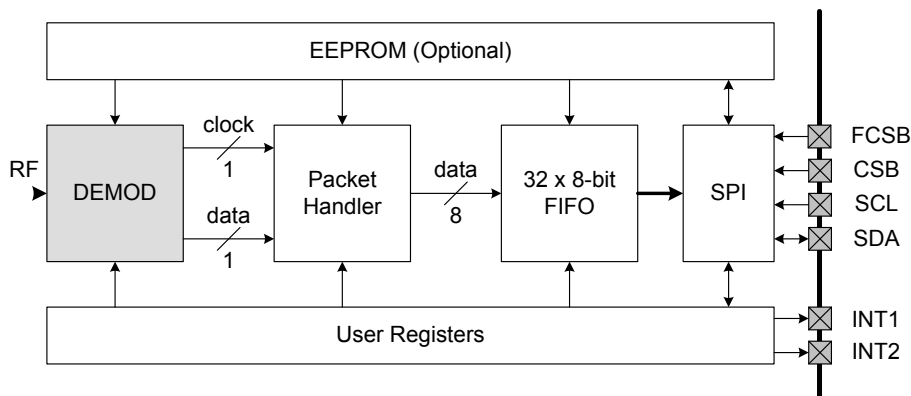 EEPROM (Optional)
RF
DEMOD
clock
1
data
1
Packet
Handler
data
8
32 x 8-bit
FIFO
SPI
FCSB
CSB
SCL
SDA
User Registers
INT1
INT2